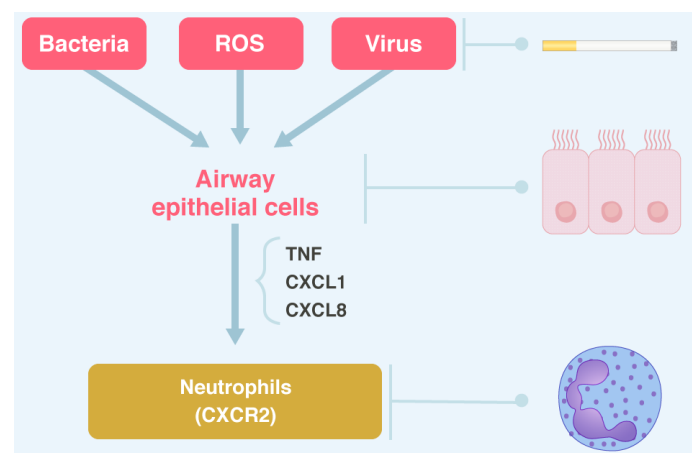 Bacteria
ROS
Virus
Airway
epithelial cells
TNF
CXCL1
CXCL8
Neutrophils
(CXCR2)